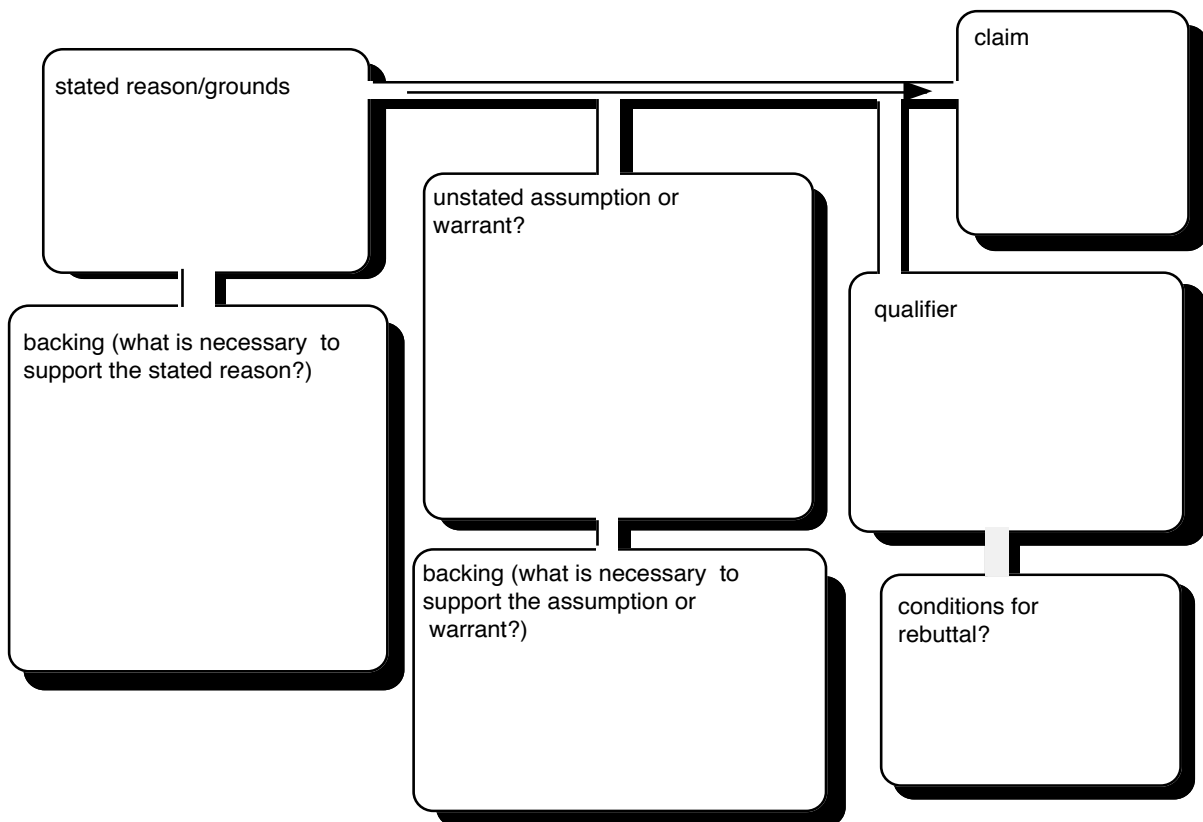 claim
stated reason/grounds
unstated assumption or
warrant?
qualifier
backing (what is necessary  to
support the stated reason?)
backing (what is necessary  to
support the assumption or
warrant?)
conditions for
rebuttal?